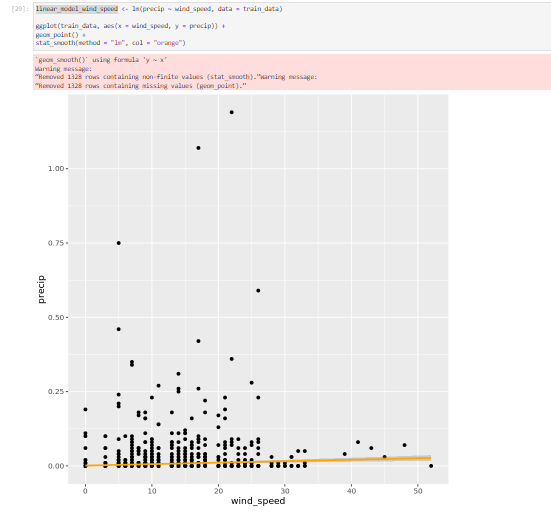 [20]: linear_model_wind_speed <- lm(precip ~ wind_speed, data = train_data)
ggplot(train_data, aes(x = wind_speed, y = precip)) +
geom_point() +
stat_smooth(method = "lm", col = "orange")
`geom_smooth()` using formula 'y ~ x'
Warning message:
“Removed 1328 rows containing non-finite values (stat_smooth).”Warning message:
“Removed 1328 rows containing missing values (geom_point).”
1.00
0.75
precip
0.50
0.25
0.00
0 10 20 30 40 50
wind_speed